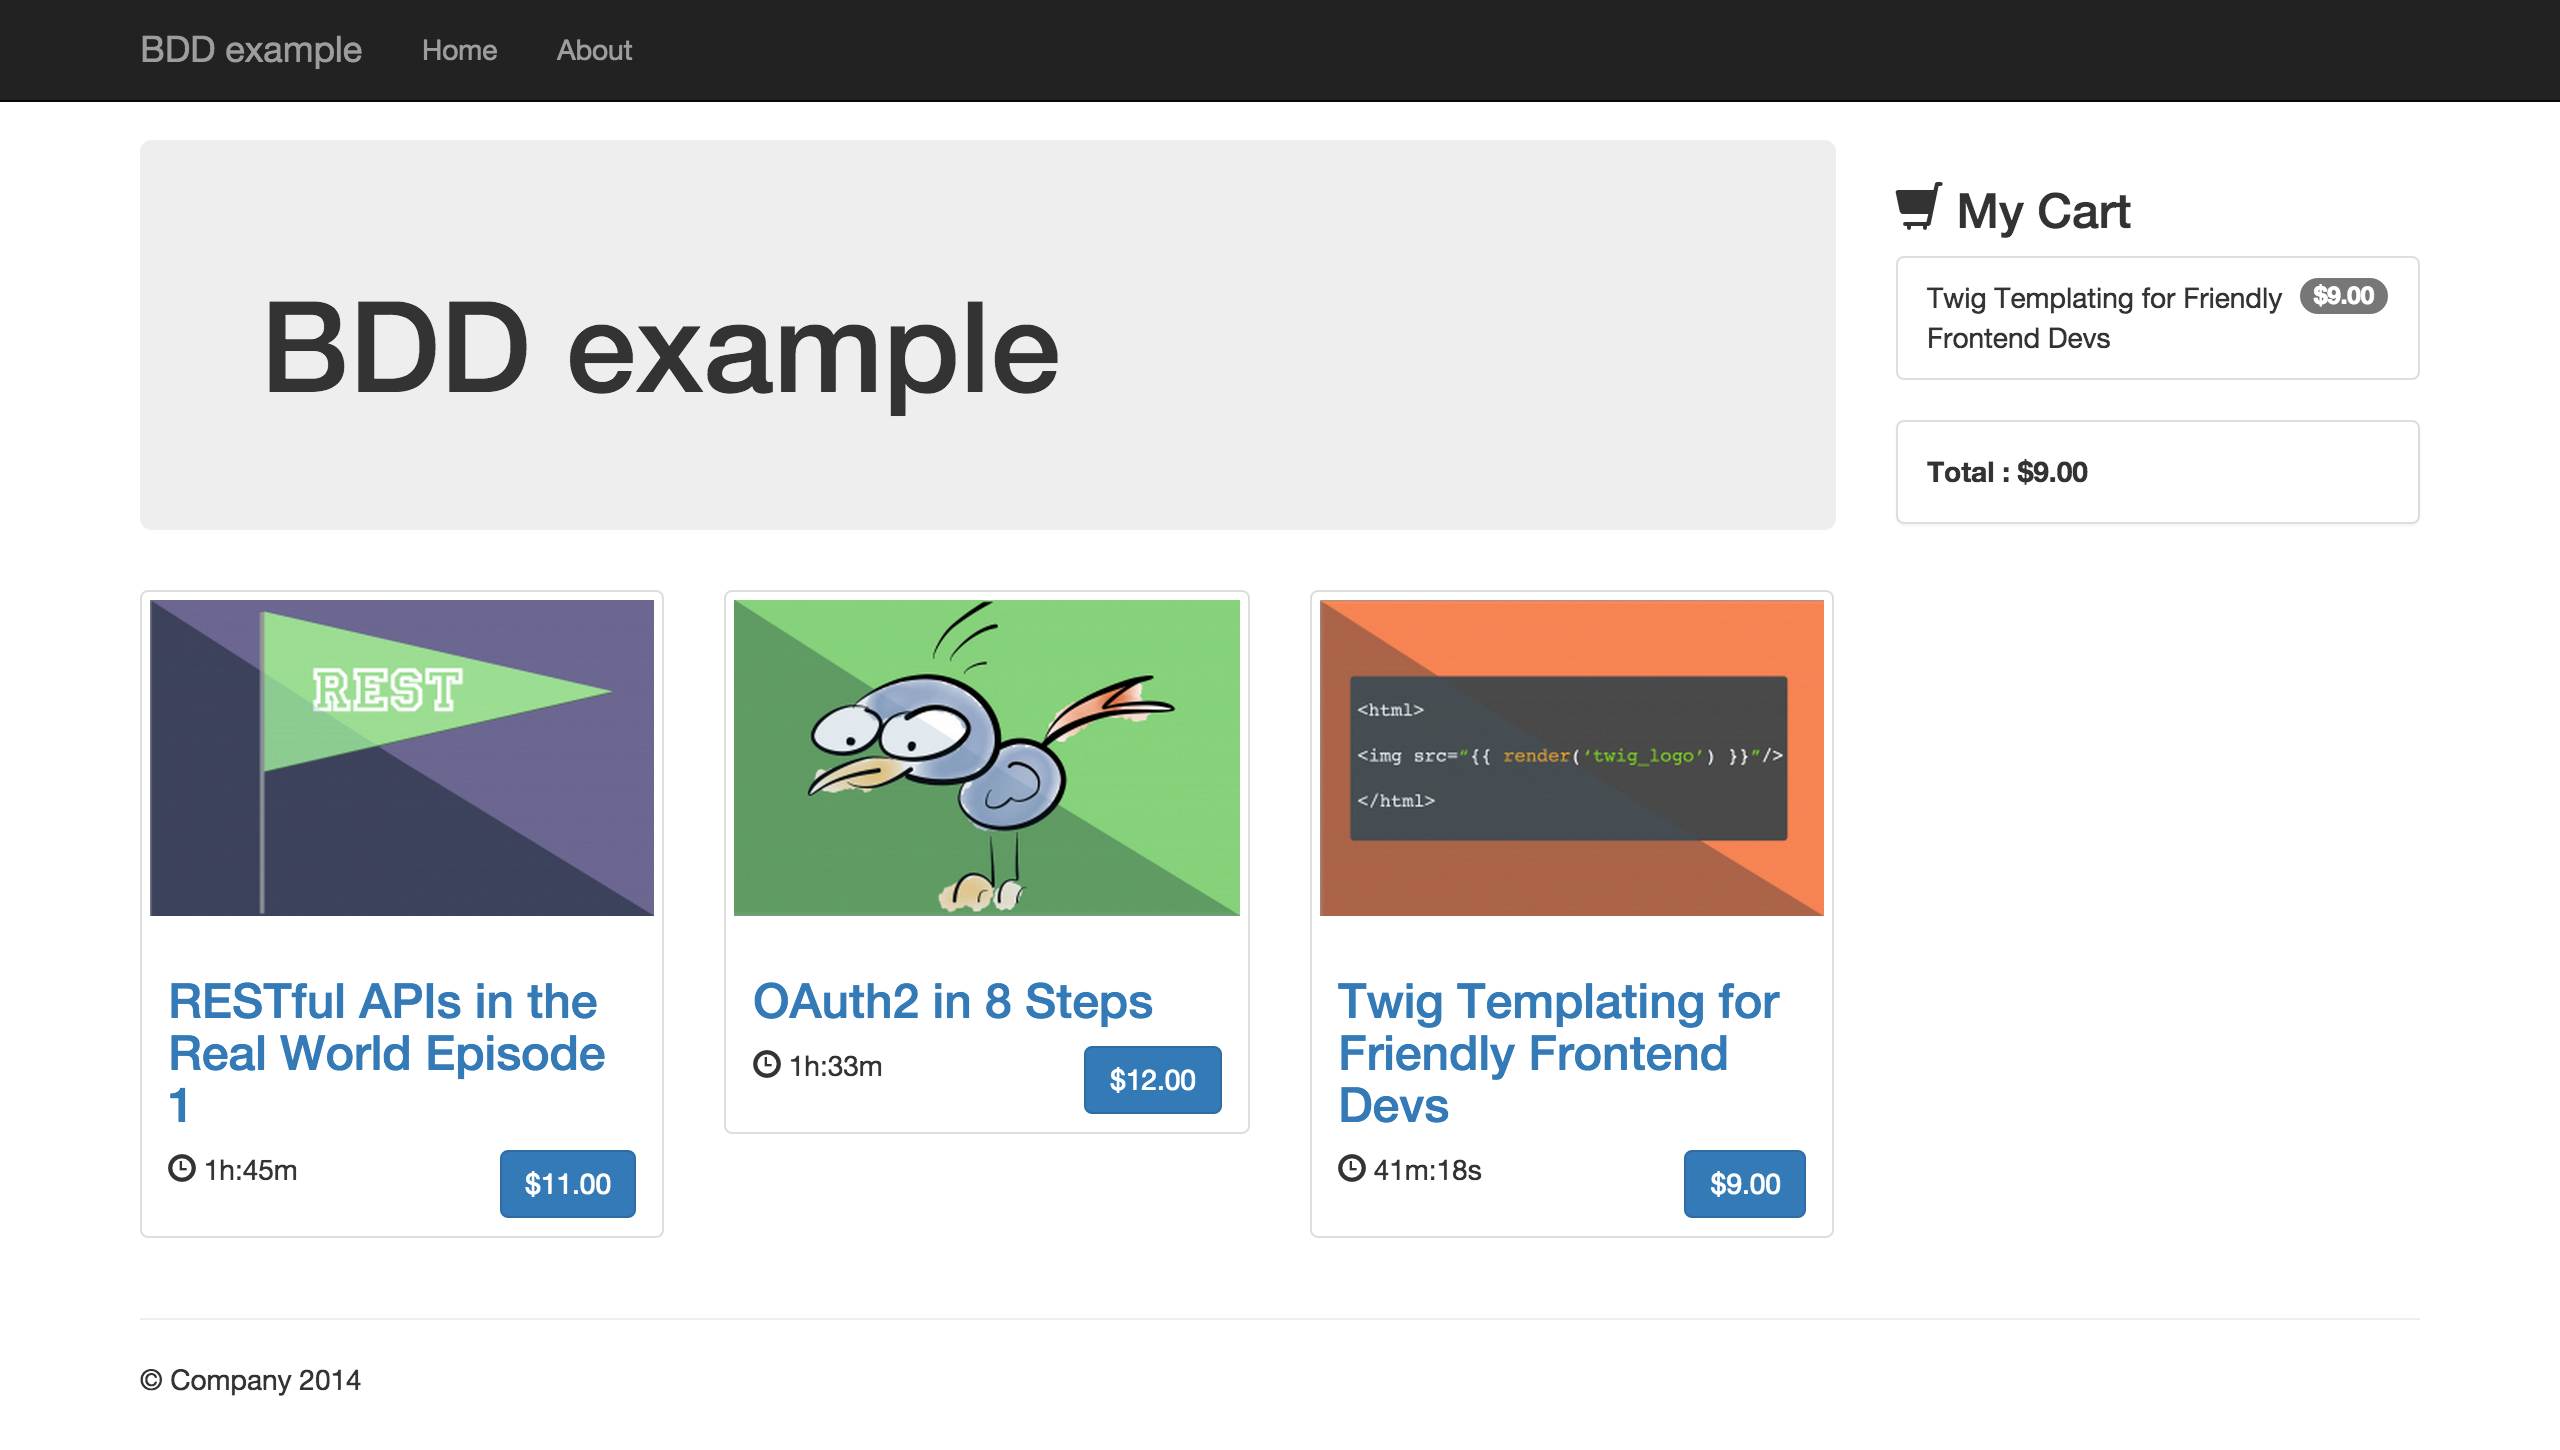 BDD example Home About
BDD example
My Cart
Twig Templating for Friendly $9.00
Frontend Devs
Total : $9.00
REST
RESTful APIs in the
Real World Episode
1
1h:45m
$11.00
OAuth2 in 8 Steps
1h:33m
$12.00
<html>
<img src="{{ render('twig_logo') }}"/>
</html>
Twig Templating for
Friendly Frontend
Devs
41m:18s
$9.00
© Company 2014